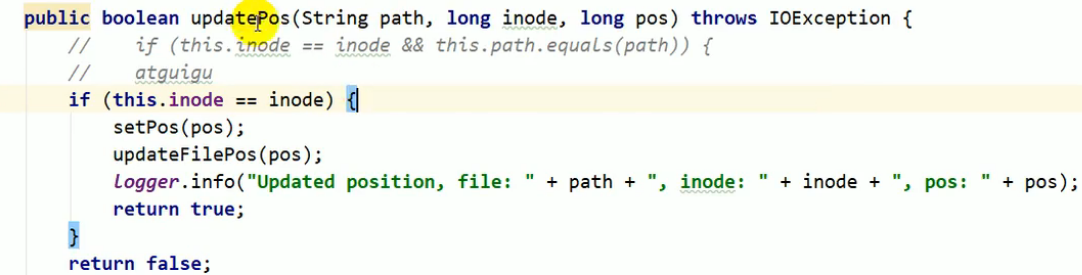 public boolean updatePos(String path, long inode, long pos) throws IOException {
//    if (this.inode == inode && this.path.equals(path)) {
//    atguigu
if (this.inode == inode) {
setPos(pos);
updateFilePos(pos);
logger.info("Updated position, file: " + path + ", inode: " + inode + ", pos: " + pos);
return true;
}
return false;